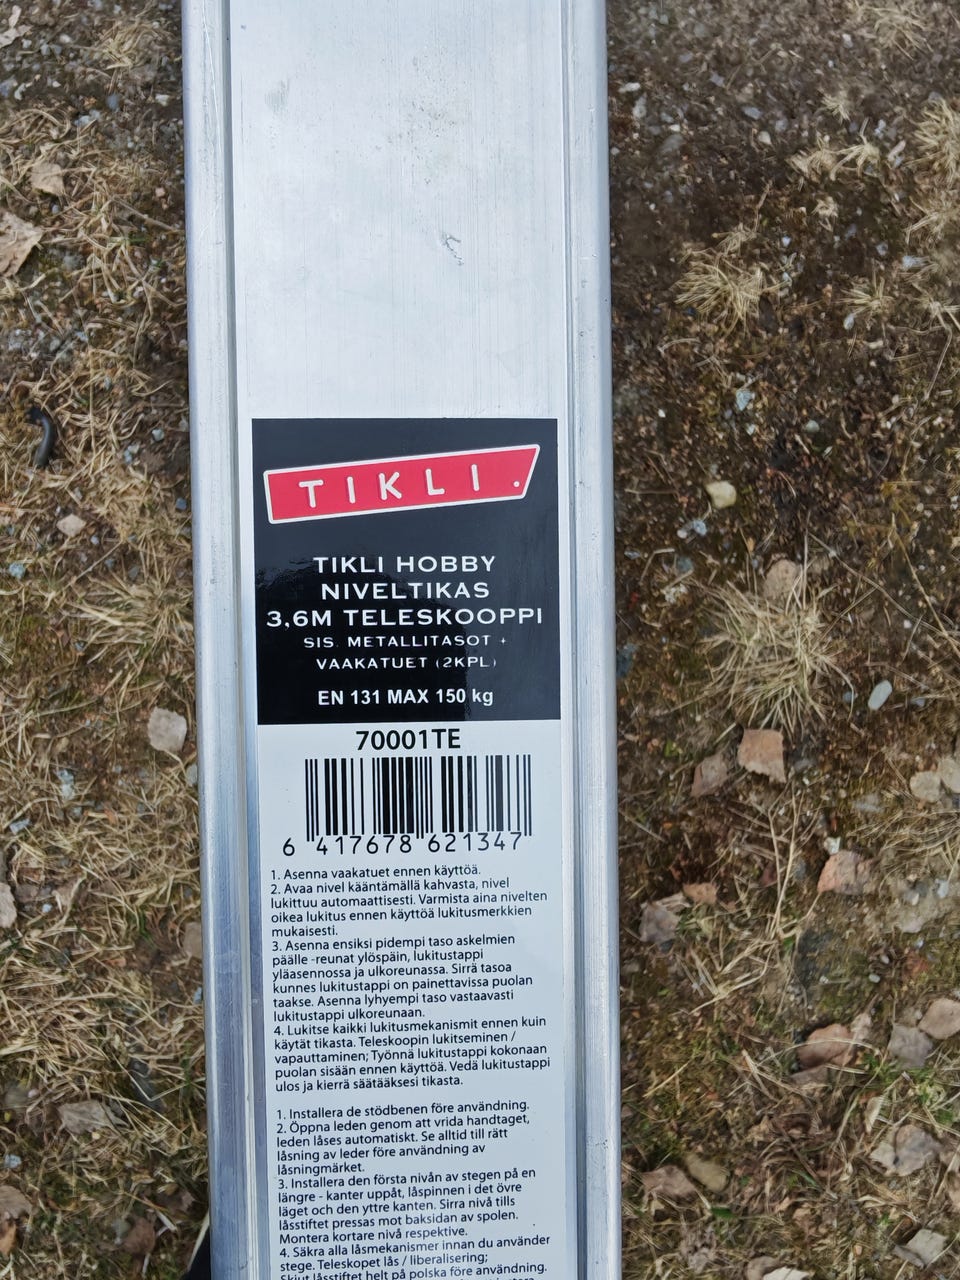 TIKLI.
TIKLI HOBBY
NIVELTIKAS
3,6M TELESKOOPPI
SIS. METALLITASOT +
VAAKATUET (2KPL)
EN 131 MAX 150 kg
70001TE
6 417678 621347
1. Asenna vaakatuet ennen käyttöä.
2. Avaa nivel kääntämällä kahvasta, nivel
lukittuu automaattisesti. Varmista aina nivelten
oikea lukitus ennen käyttöä lukitusmerkkien
mukaisesti.
3. Asenna ensiksi pidempi taso askelmien
päälle -reunat ylöspäin, lukitustappi
yläasennossa ja ulkoreunassa. Sirrä tasoa
kunnes lukitustappi on painettavissa puolan
taakse. Asenna lyhyempi taso vastaavasti
lukitustappi ulkoreunaan.
4. Lukitse kaikki lukitusmekanismit ennen kuin
käytät tikasta. Teleskoopin lukitseminen /
vapauttaminen; Työnnä lukitustappi kokonaan
puolan sisään ennen käyttöä. Vedä lukitustappi
ulos ja kierrä säätääksesi tikasta.
1. Installera de stödbenen före användning.
2. Öppna leden genom att vrida handtaget,
leden låses automatiskt. Se alltid till rätt
låsning av leder före användning av
låsningmärket.
3. Installera den första nivån av stegen på en
längre - kanter uppåt, låspinnen i det övre
läget och den yttre kanten. Sirra nivå tills
låsstiftet pressas mot baksidan av spolen.
Montera kortare nivå respektive.
4. Säkra alla låsmekanismer innan du använder
stege. Teleskopet lås / liberalisering;
Skjut låsstiftet helt på polska före användning.